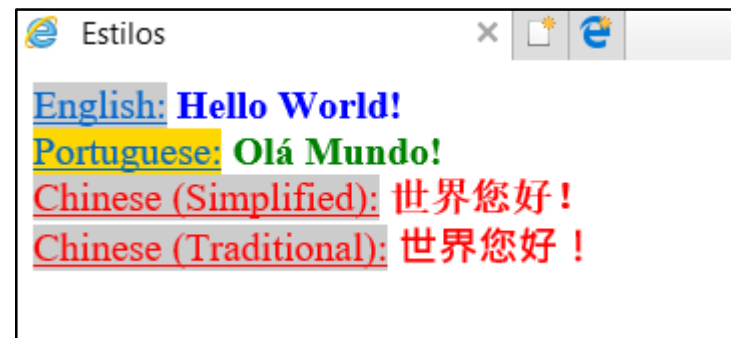 Estilos
English: Hello World!
Portuguese: Olá Mundo!
Chinese (Simplified): 世界您好!
Chinese (Traditional): 世界您好！